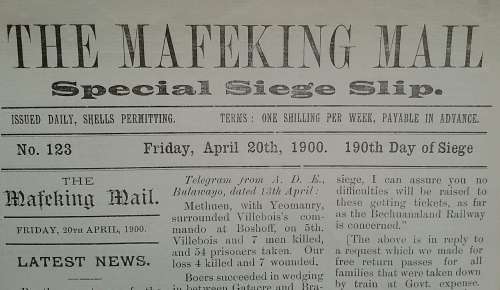 THE MAFEKING MAIL
Special Siege Slip.
ISSUED DAILY, SHELLS PERMITTING. TERMS: ONE SHILLING PER WEEK, PAYABLE IN ADVANCE.
No. 123 Friday, April 20th, 1900. 190th Day of Siege
THE
Mafeking Mail.
FRIDAY, 20TH APRIL, 1900.
LATEST NEWS.
Telegram from A. D. E.,
Bulawayo, dated 13th April:
Methuen, with Yeomanry,
surrounded Villebois's com-
mando at Boshoff, on 5th.
Villebois and 7 men killed,
and 54 prisoners taken. Our
loss 4 killed and 7 wounded.
Boers succeeded in wedging
in between Gatacre and Bra-
siege, I can assure you no
difficulties will be raised to
these getting tickets, as far
as the Bechuanaland Railway
is concerned."
[The above is in reply to
a request which we made for
free return passes for all
families that were taken down
by train at Govt. expense.